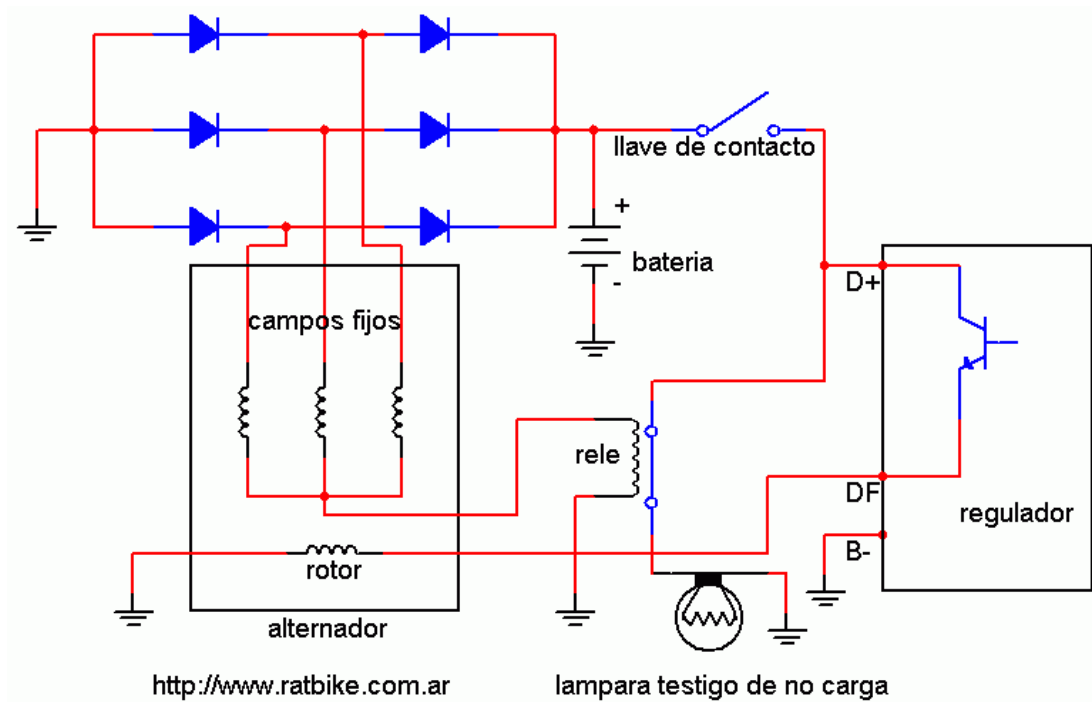 llave de contacto
+
bateria
-
D+
campos fijos
rele
DF
regulador
B-
rotor
alternador
http://www.ratbike.com.ar
lampara testigo de no carga